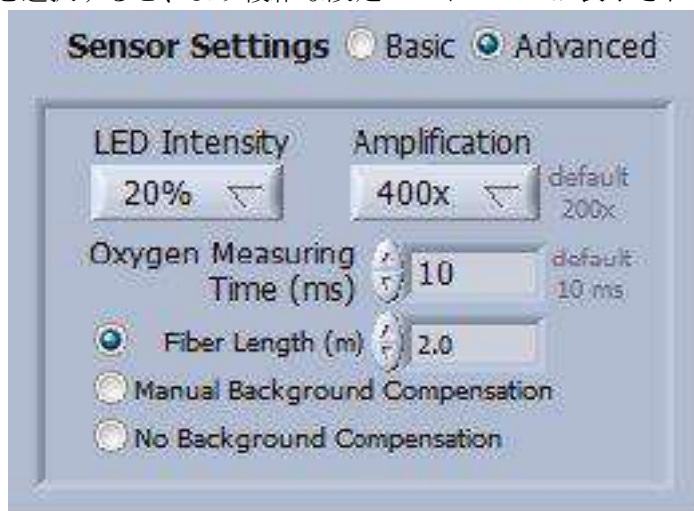 Sensor Settings Basic Advanced
LED Intensity Amplification
20% 400x default 200x
Oxygen Measuring Time (ms) 10 default 10 ms
Fiber Length (m) 2.0
Manual Background Compensation
No Background Compensation